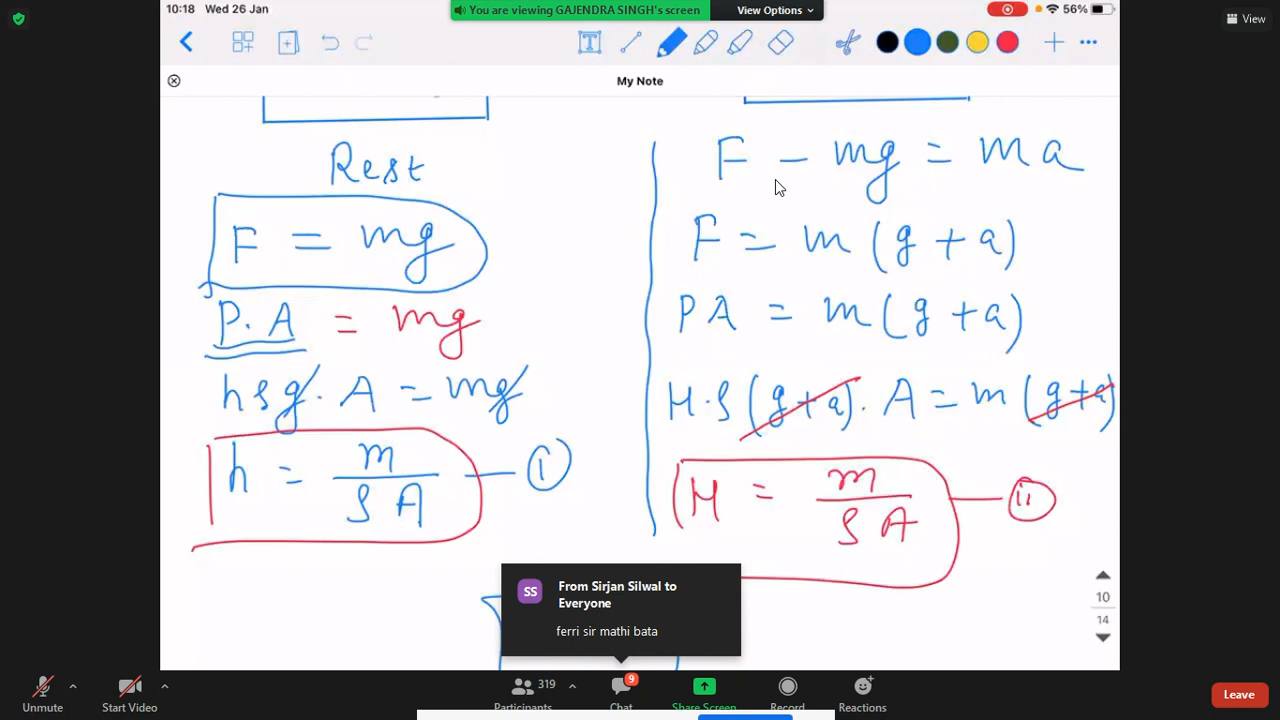 10:18 Wed 26 Jan
You are viewing GAJENDRA SINGH's screen
View Options
56%
View
My Note
Rest
F = mg
P.A = mg
hρg.A = mg
h = m/ρA — (i)
F - mg = ma
F = m(g+a)
PA = m(g+a)
H.ρ(g+a).A = m(g+a)
H = m/ρA — (ii)
From Sirjan Silwal to
Everyone
SS
ferri sir mathi bata
10
14
Unmute
Start Video
319
Participants
9
Chat
Share Screen
Record
Reactions
Leave